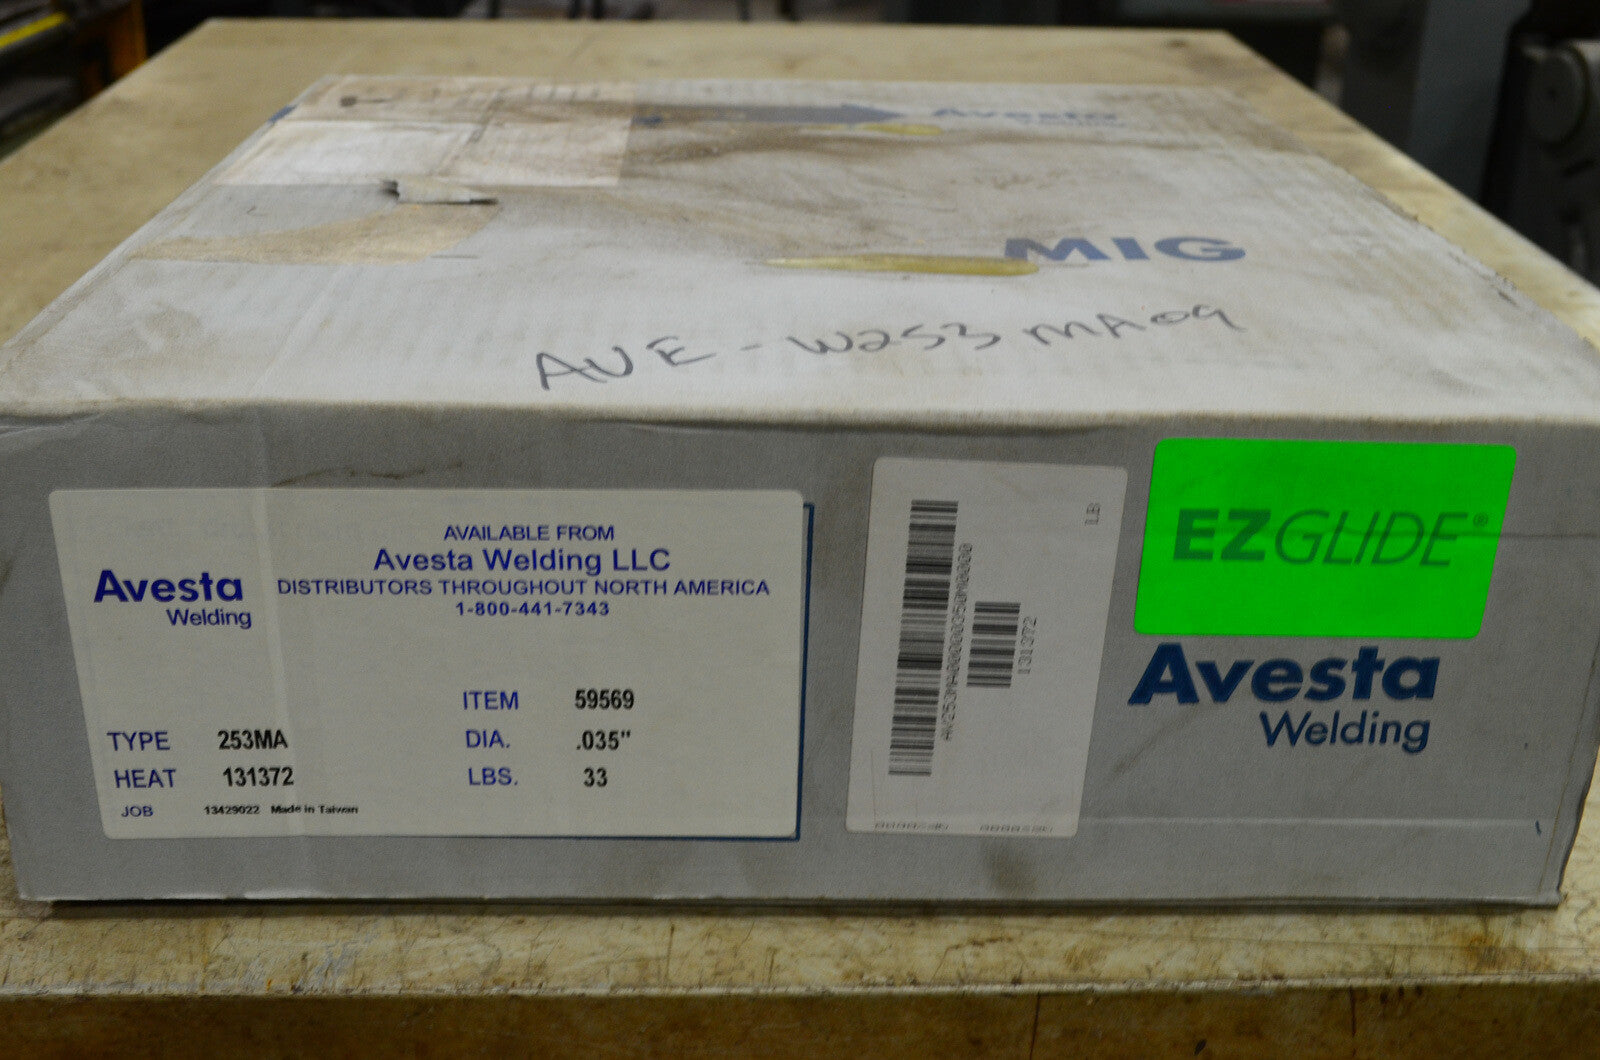 Avesta
Welding
MIG
AVE-W253MA09
AVAILABLE FROM
Avesta Welding LLC
DISTRIBUTORS THROUGHOUT NORTH AMERICA
1-800-441-7343
Avesta
Welding
ITEM 59569
TYPE 253MA DIA. .035"
HEAT 131372 LBS. 33
JOB 13429022 Made in Taiwan
LB
131372
EZGLIDE®
Avesta
Welding